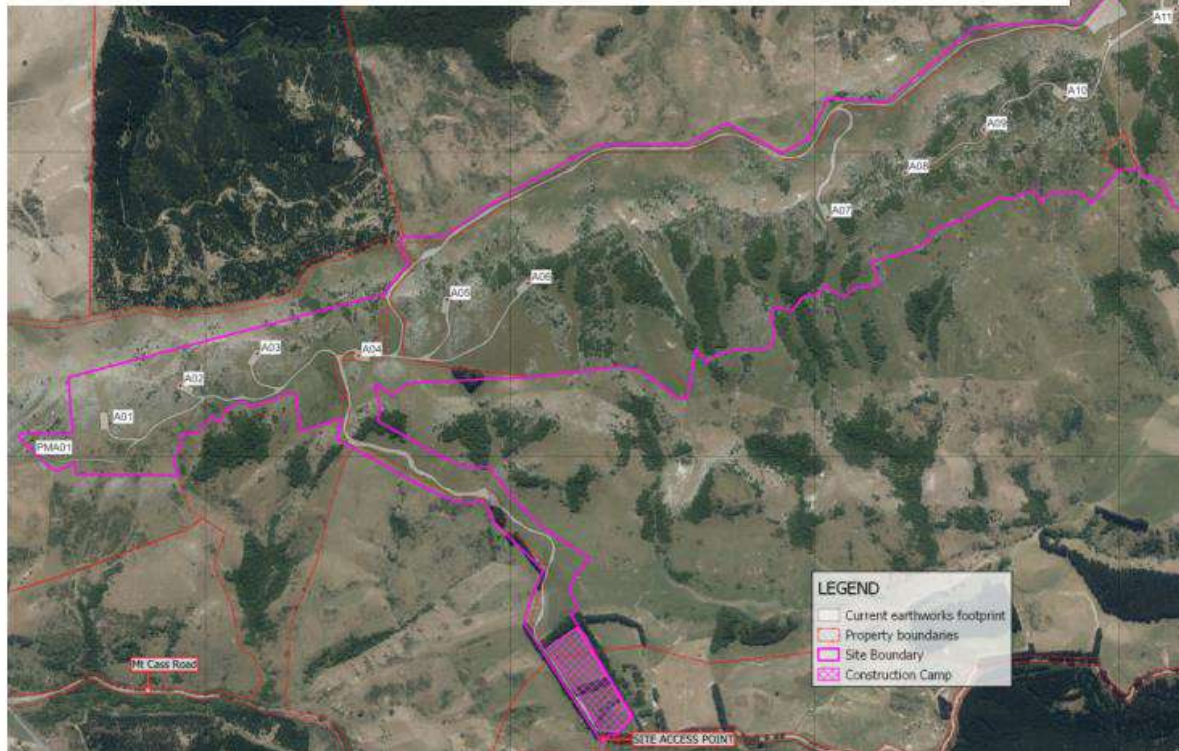 A11
A10
A09
A08
A07
A06
A05
A04
A03
A02
A01
PMA01
LEGEND
Current earthworks footprint
Property boundaries
Site Boundary
Construction Camp
Mt Cass Road
SITE ACCESS POINT